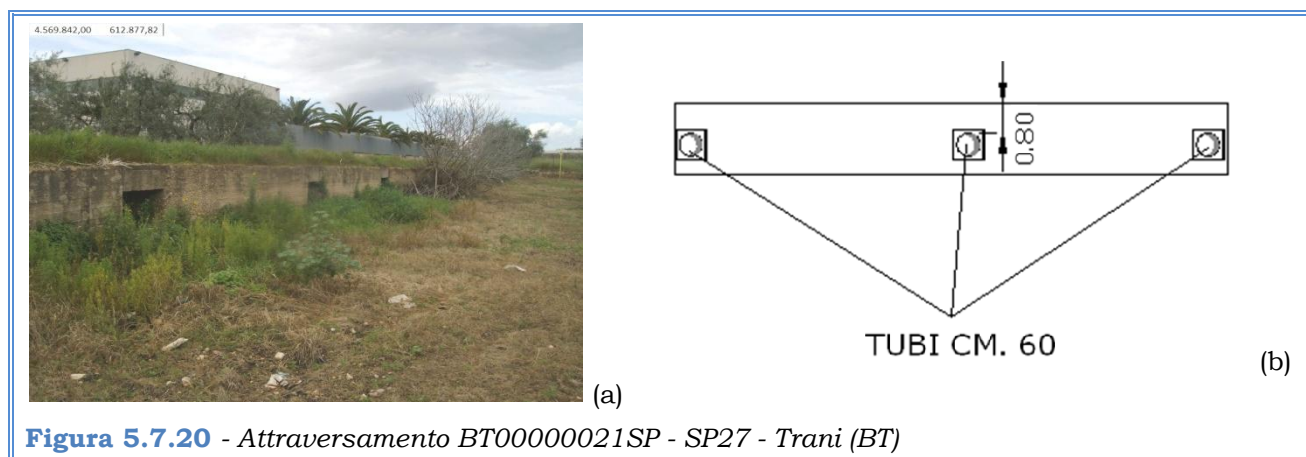 4.569.842,00 612.877,82
0.80
TUBI CM. 60
(a)
(b)
Figura 5.7.20 - Attraversamento BT00000021SP - SP27 - Trani (BT)